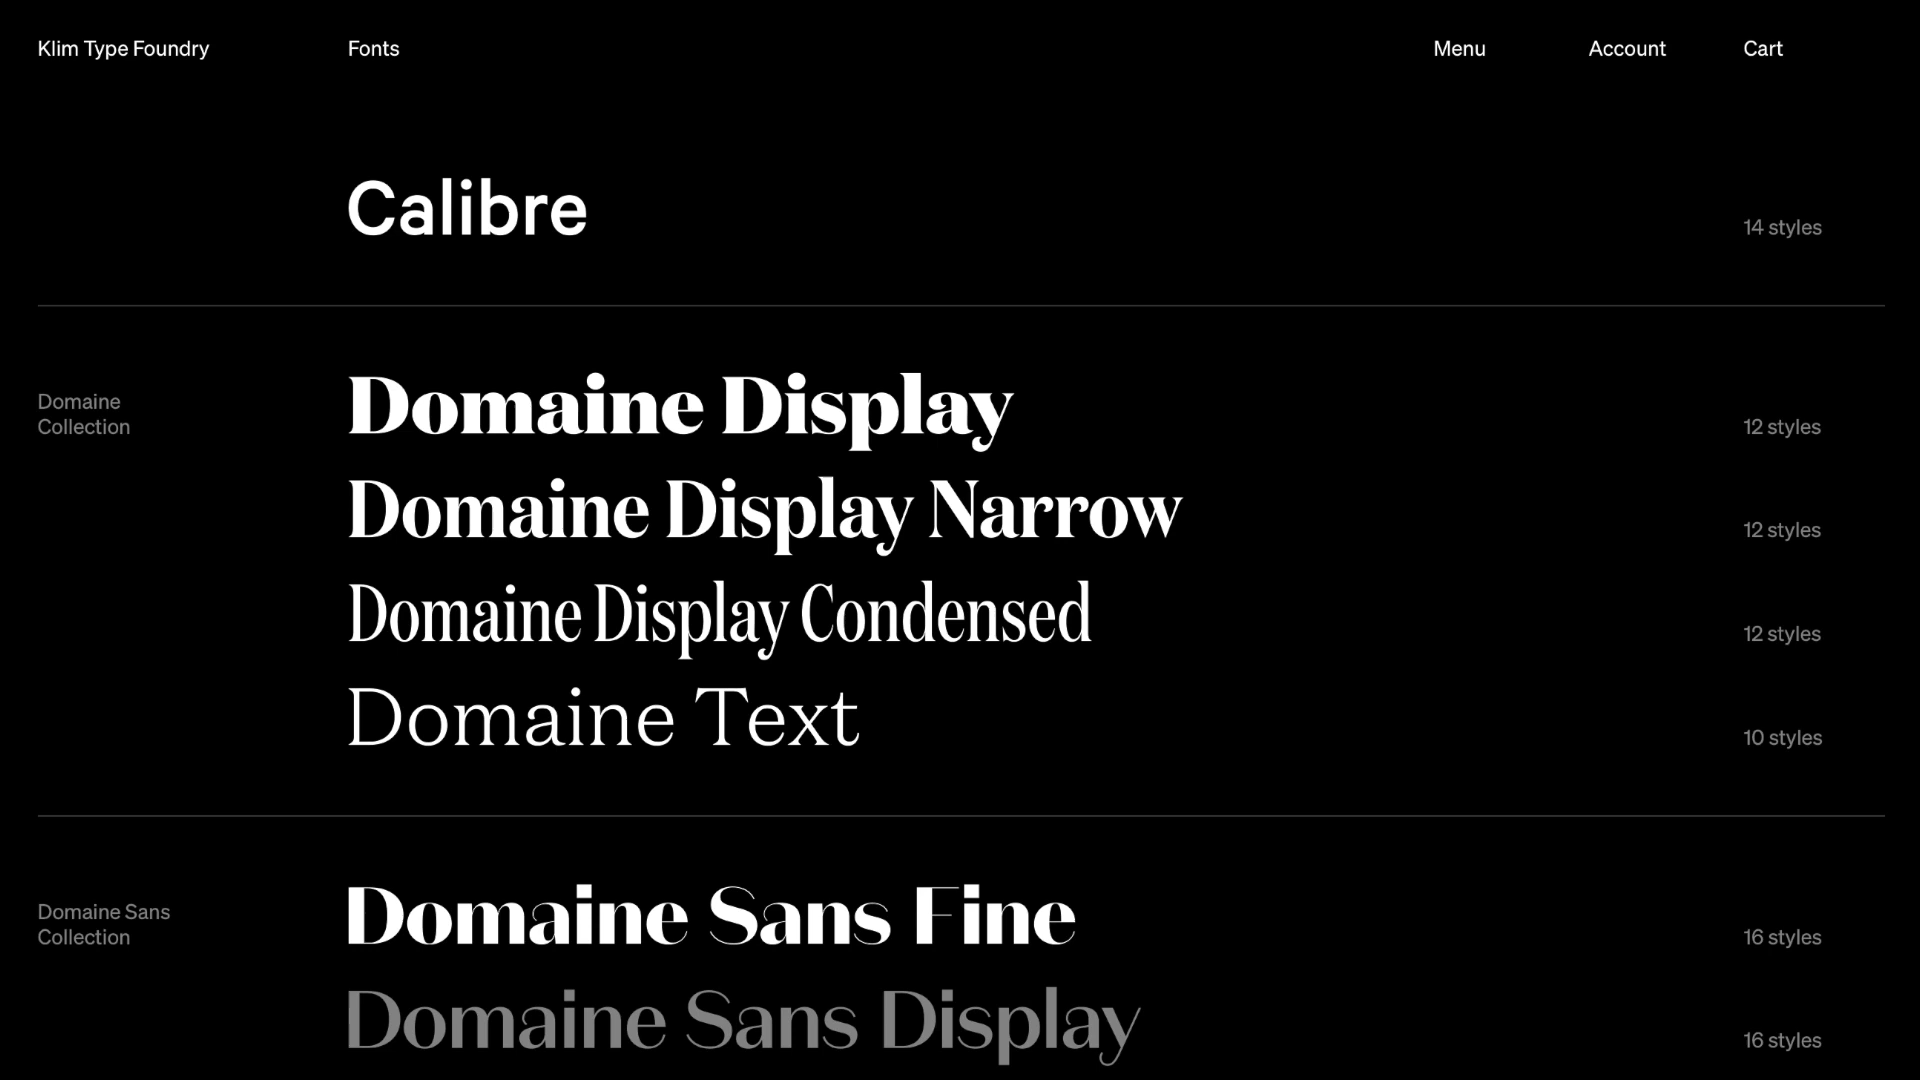 Klim Type Foundry
Fonts
Menu
Account
Cart
Calibre
14 styles
Domaine
Collection
Domaine Display
12 styles
Domaine Display Narrow
12 styles
Domaine Display Condensed
12 styles
Domaine Text
10 styles
Domaine Sans
Collection
Domaine Sans Fine
16 styles
Domaine Sans Display
16 styles